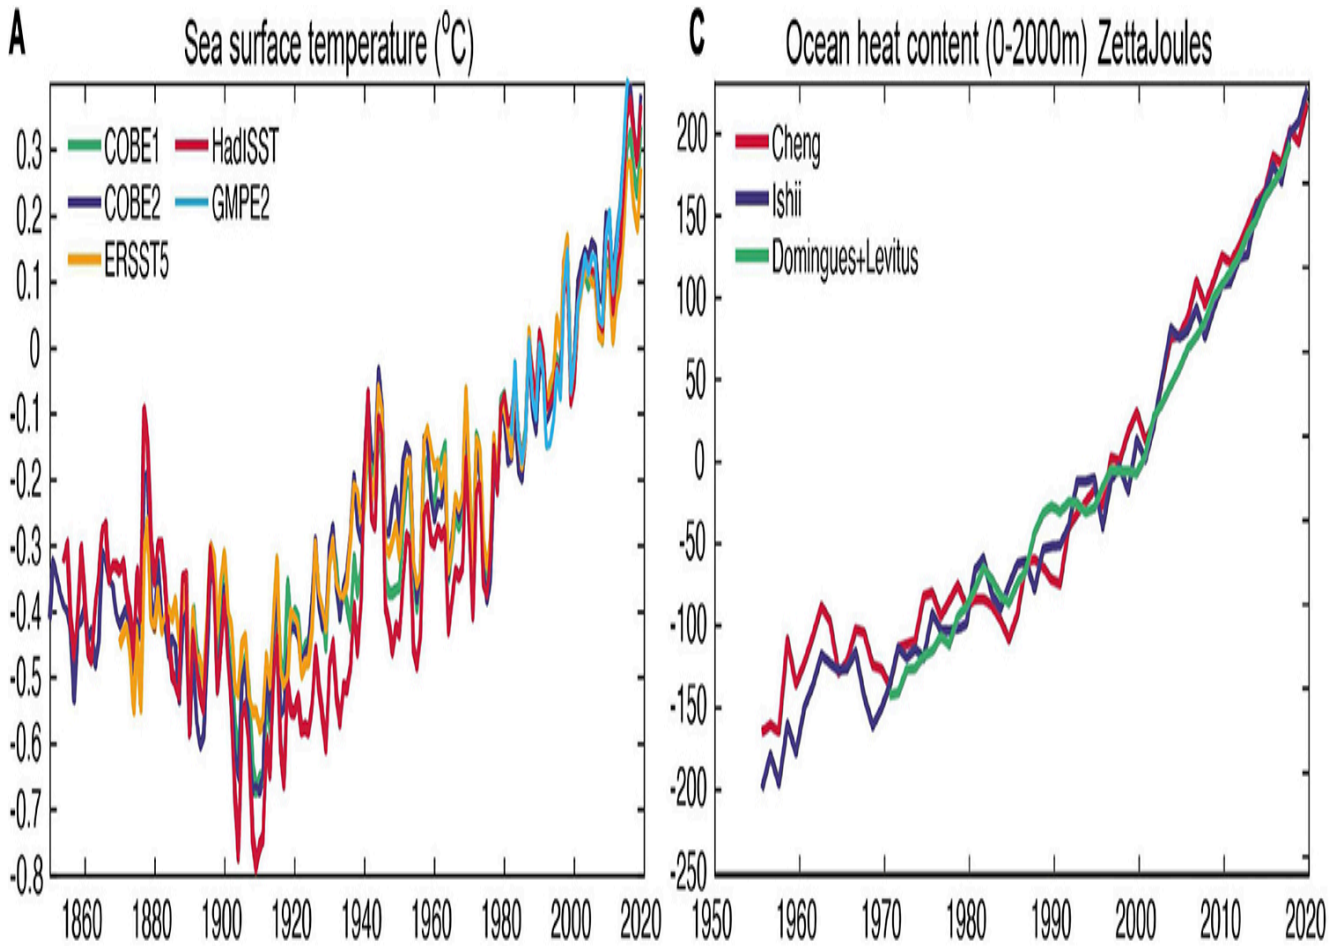 A
Sea surface temperature (°C)
COBE1
HadISST
COBE2
GMPE2
ERSST5
0.3
0.2
0.1
0
-0.1
-0.2
-0.3
-0.4
-0.5
-0.6
-0.7
-0.8
1860 1880 1900 1920 1940 1960 1980 2000 2020
C
Ocean heat content (0-2000m) ZettaJoules
Cheng
Ishii
Domingues+Levitus
200
150
100
50
0
-50
-100
-150
-200
-250
1950 1960 1970 1980 1990 2000 2010 2020